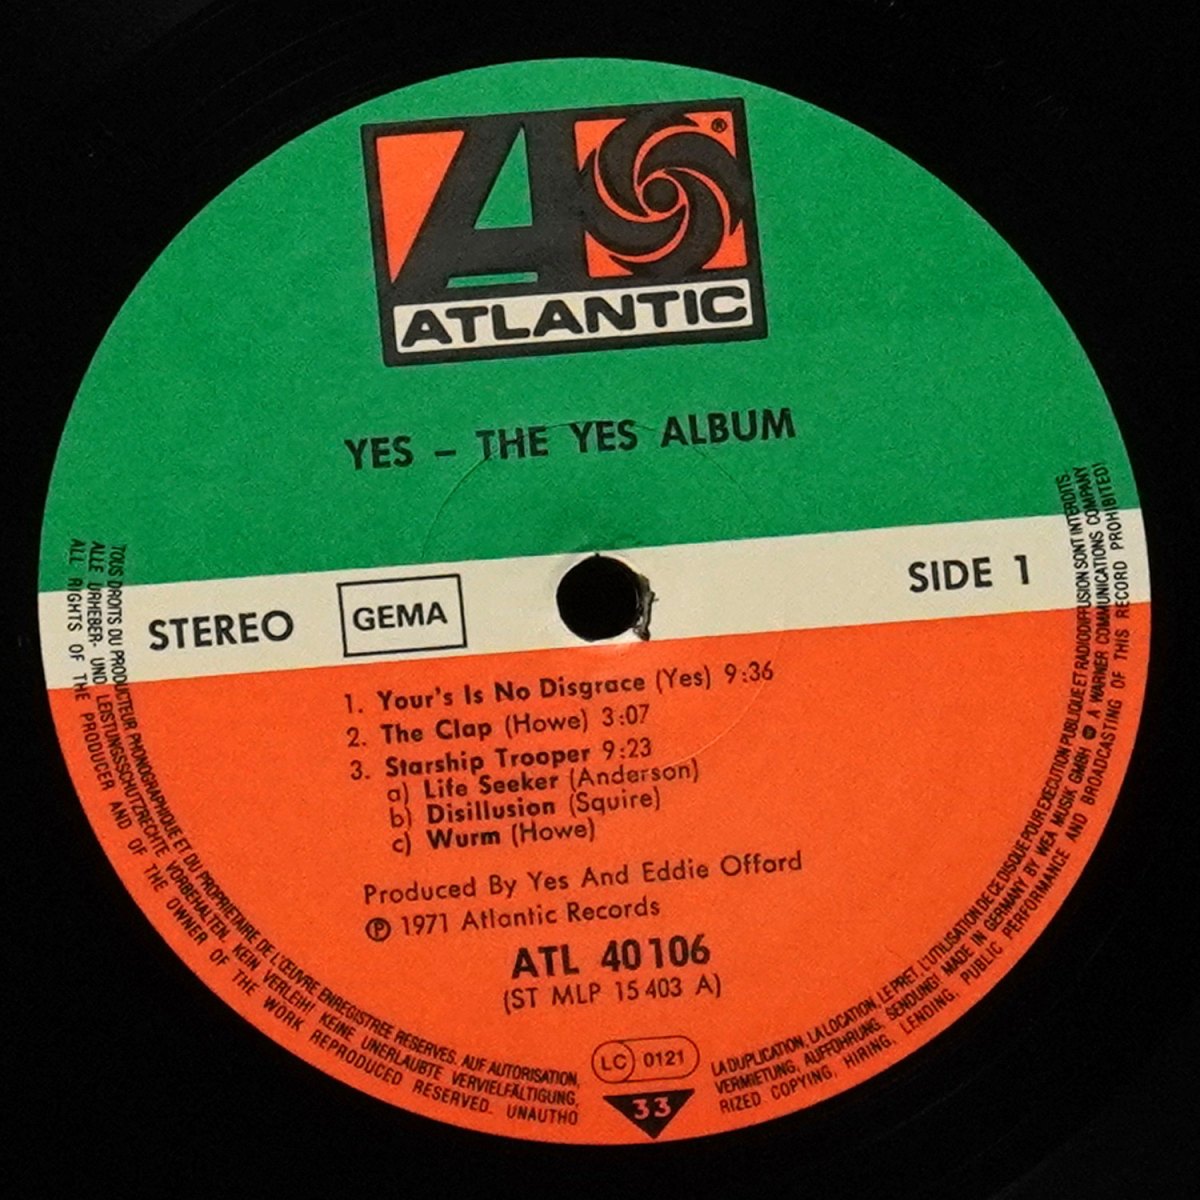 ATLANTIC
®
YES – THE YES ALBUM
STEREO
GEMA
SIDE 1
1. Your's Is No Disgrace (Yes) 9:36
2. The Clap (Howe) 3:07
3. Starship Trooper 9:23
a) Life Seeker (Anderson)
b) Disillusion (Squire)
c) Wurm (Howe)
Produced By Yes And Eddie Offord
℗ 1971 Atlantic Records
ATL 40 106
(ST MLP 15 403 A)
LC 0121
33
TOUS DROITS DU PRODUCTEUR PHONOGRAPHIQUE ET DU PROPRIETAIRE DE L'ŒUVRE ENREGISTREE RESERVES. AUF AUTORISATION,
LA DUPLICATION, LA LOCATION, LE PRET, L'UTILISATION DE CE DISQUE POUR EXECUTION PUBLIQUE ET RADIODIFFUSION SONT INTERDITS.
ALLE URHEBER- UND LEISTUNGSSCHUTZRECHTE VORBEHALTEN. KEIN VERLEIH! KEINE UNERLAUBTE VERVIELFÄLTIGUNG,
VERMIETUNG, AUFFÜHRUNG, SENDUNG! MADE IN GERMANY BY WEA MUSIK GMBH A WARNER COMMUNICATIONS COMPANY
ALL RIGHTS OF THE PRODUCER AND OF THE OWNER OF THE WORK REPRODUCED RESERVED. UNAUTHO
RIZED COPYING, HIRING, LENDING, PUBLIC PERFORMANCE AND BROADCASTING OF THIS RECORD PROHIBITED!